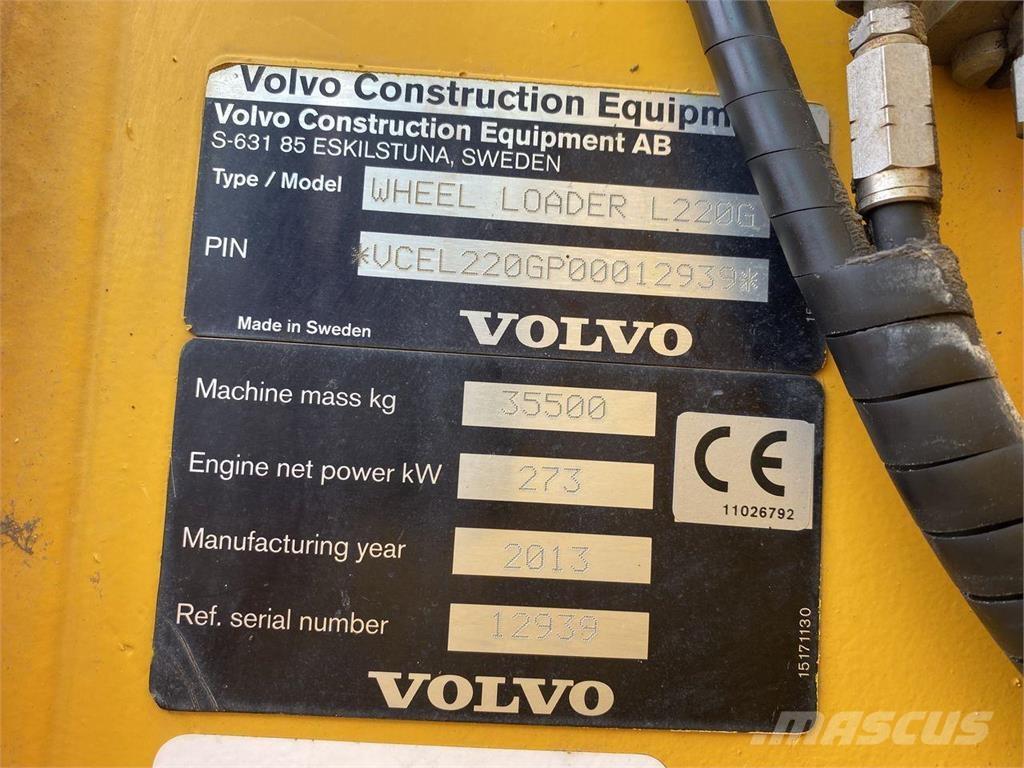 Volvo Construction Equipm
Volvo Construction Equipment AB
S-631 85 ESKILSTUNA, SWEDEN
Type / Model WHEEL LOADER L220G
PIN *VCEL220GP00012939*
Made in Sweden VOLVO
Machine mass kg 35500
Engine net power kW 273
CE
11026792
Manufacturing year 2013
Ref. serial number 12939
15171130
VOLVO
MASCUS